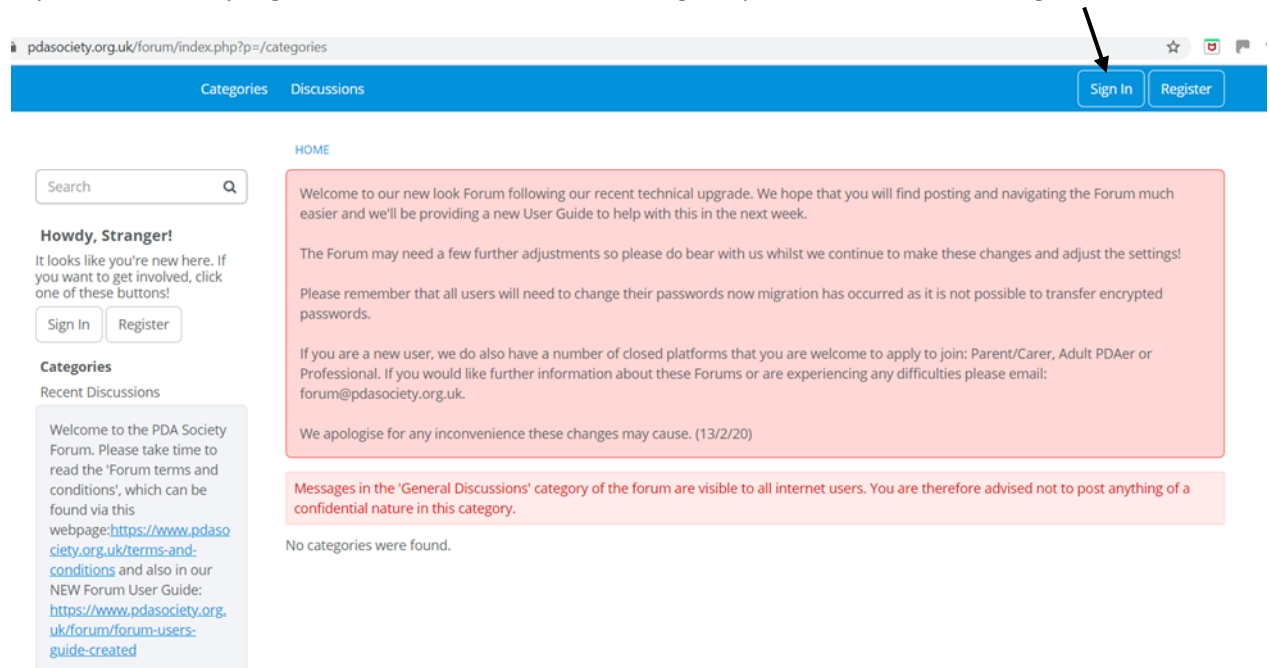 pdasociety.org.uk/forum/index.php?p=/categories
Categories Discussions Sign In Register
HOME
Search
Howdy, Stranger!
It looks like you're new here. If
you want to get involved, click
one of these buttons!
Sign In Register
Categories
Recent Discussions
Welcome to the PDA Society
Forum. Please take time to
read the 'Forum terms and
conditions', which can be
found via this
webpage:https://www.pdaso
ciety.org.uk/terms-and-
conditions and also in our
NEW Forum User Guide:
https://www.pdasociety.org.
uk/forum/forum-users-
guide-created
Welcome to our new look Forum following our recent technical upgrade. We hope that you will find posting and navigating the Forum much
easier and we'll be providing a new User Guide to help with this in the next week.
The Forum may need a few further adjustments so please do bear with us whilst we continue to make these changes and adjust the settings!
Please remember that all users will need to change their passwords now migration has occurred as it is not possible to transfer encrypted
passwords.
If you are a new user, we do also have a number of closed platforms that you are welcome to apply to join: Parent/Carer, Adult PDAer or
Professional. If you would like further information about these Forums or are experiencing any difficulties please email:
forum@pdasociety.org.uk.
We apologise for any inconvenience these changes may cause. (13/2/20)
Messages in the 'General Discussions' category of the forum are visible to all internet users. You are therefore advised not to post anything of a
confidential nature in this category.
No categories were found.